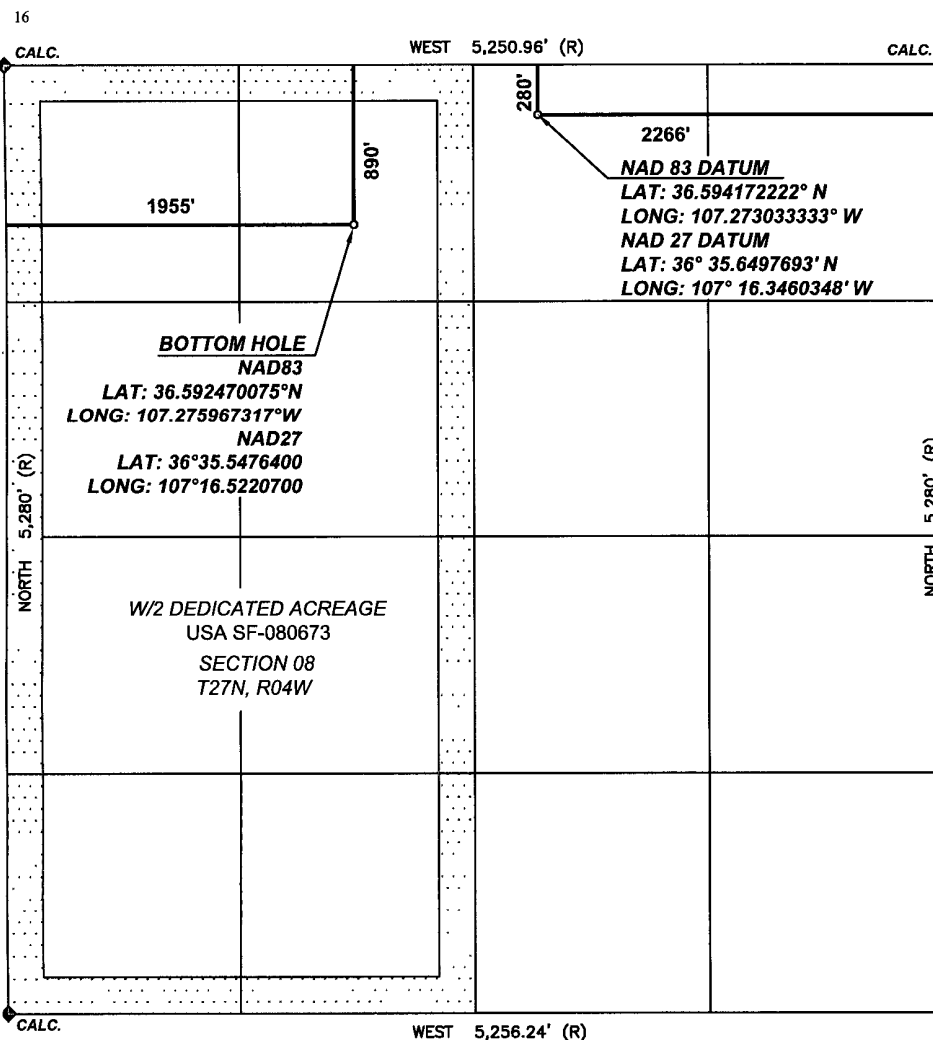 16
CALC.
WEST 5,250.96' (R)
CALC.
280'
2266'
890'
1955'
NAD 83 DATUM
LAT: 36.594172222° N
LONG: 107.273033333° W
NAD 27 DATUM
LAT: 36° 35.6497693' N
LONG: 107° 16.3460348' W
BOTTOM HOLE
NAD83
LAT: 36.592470075°N
LONG: 107.275967317°W
NAD27
LAT: 36°35.5476400
LONG: 107°16.5220700
NORTH 5,280' (R)
NORTH 5,280' (R)
W/2 DEDICATED ACREAGE
USA SF-080673
SECTION 08
T27N, R04W
CALC.
WEST 5,256.24' (R)